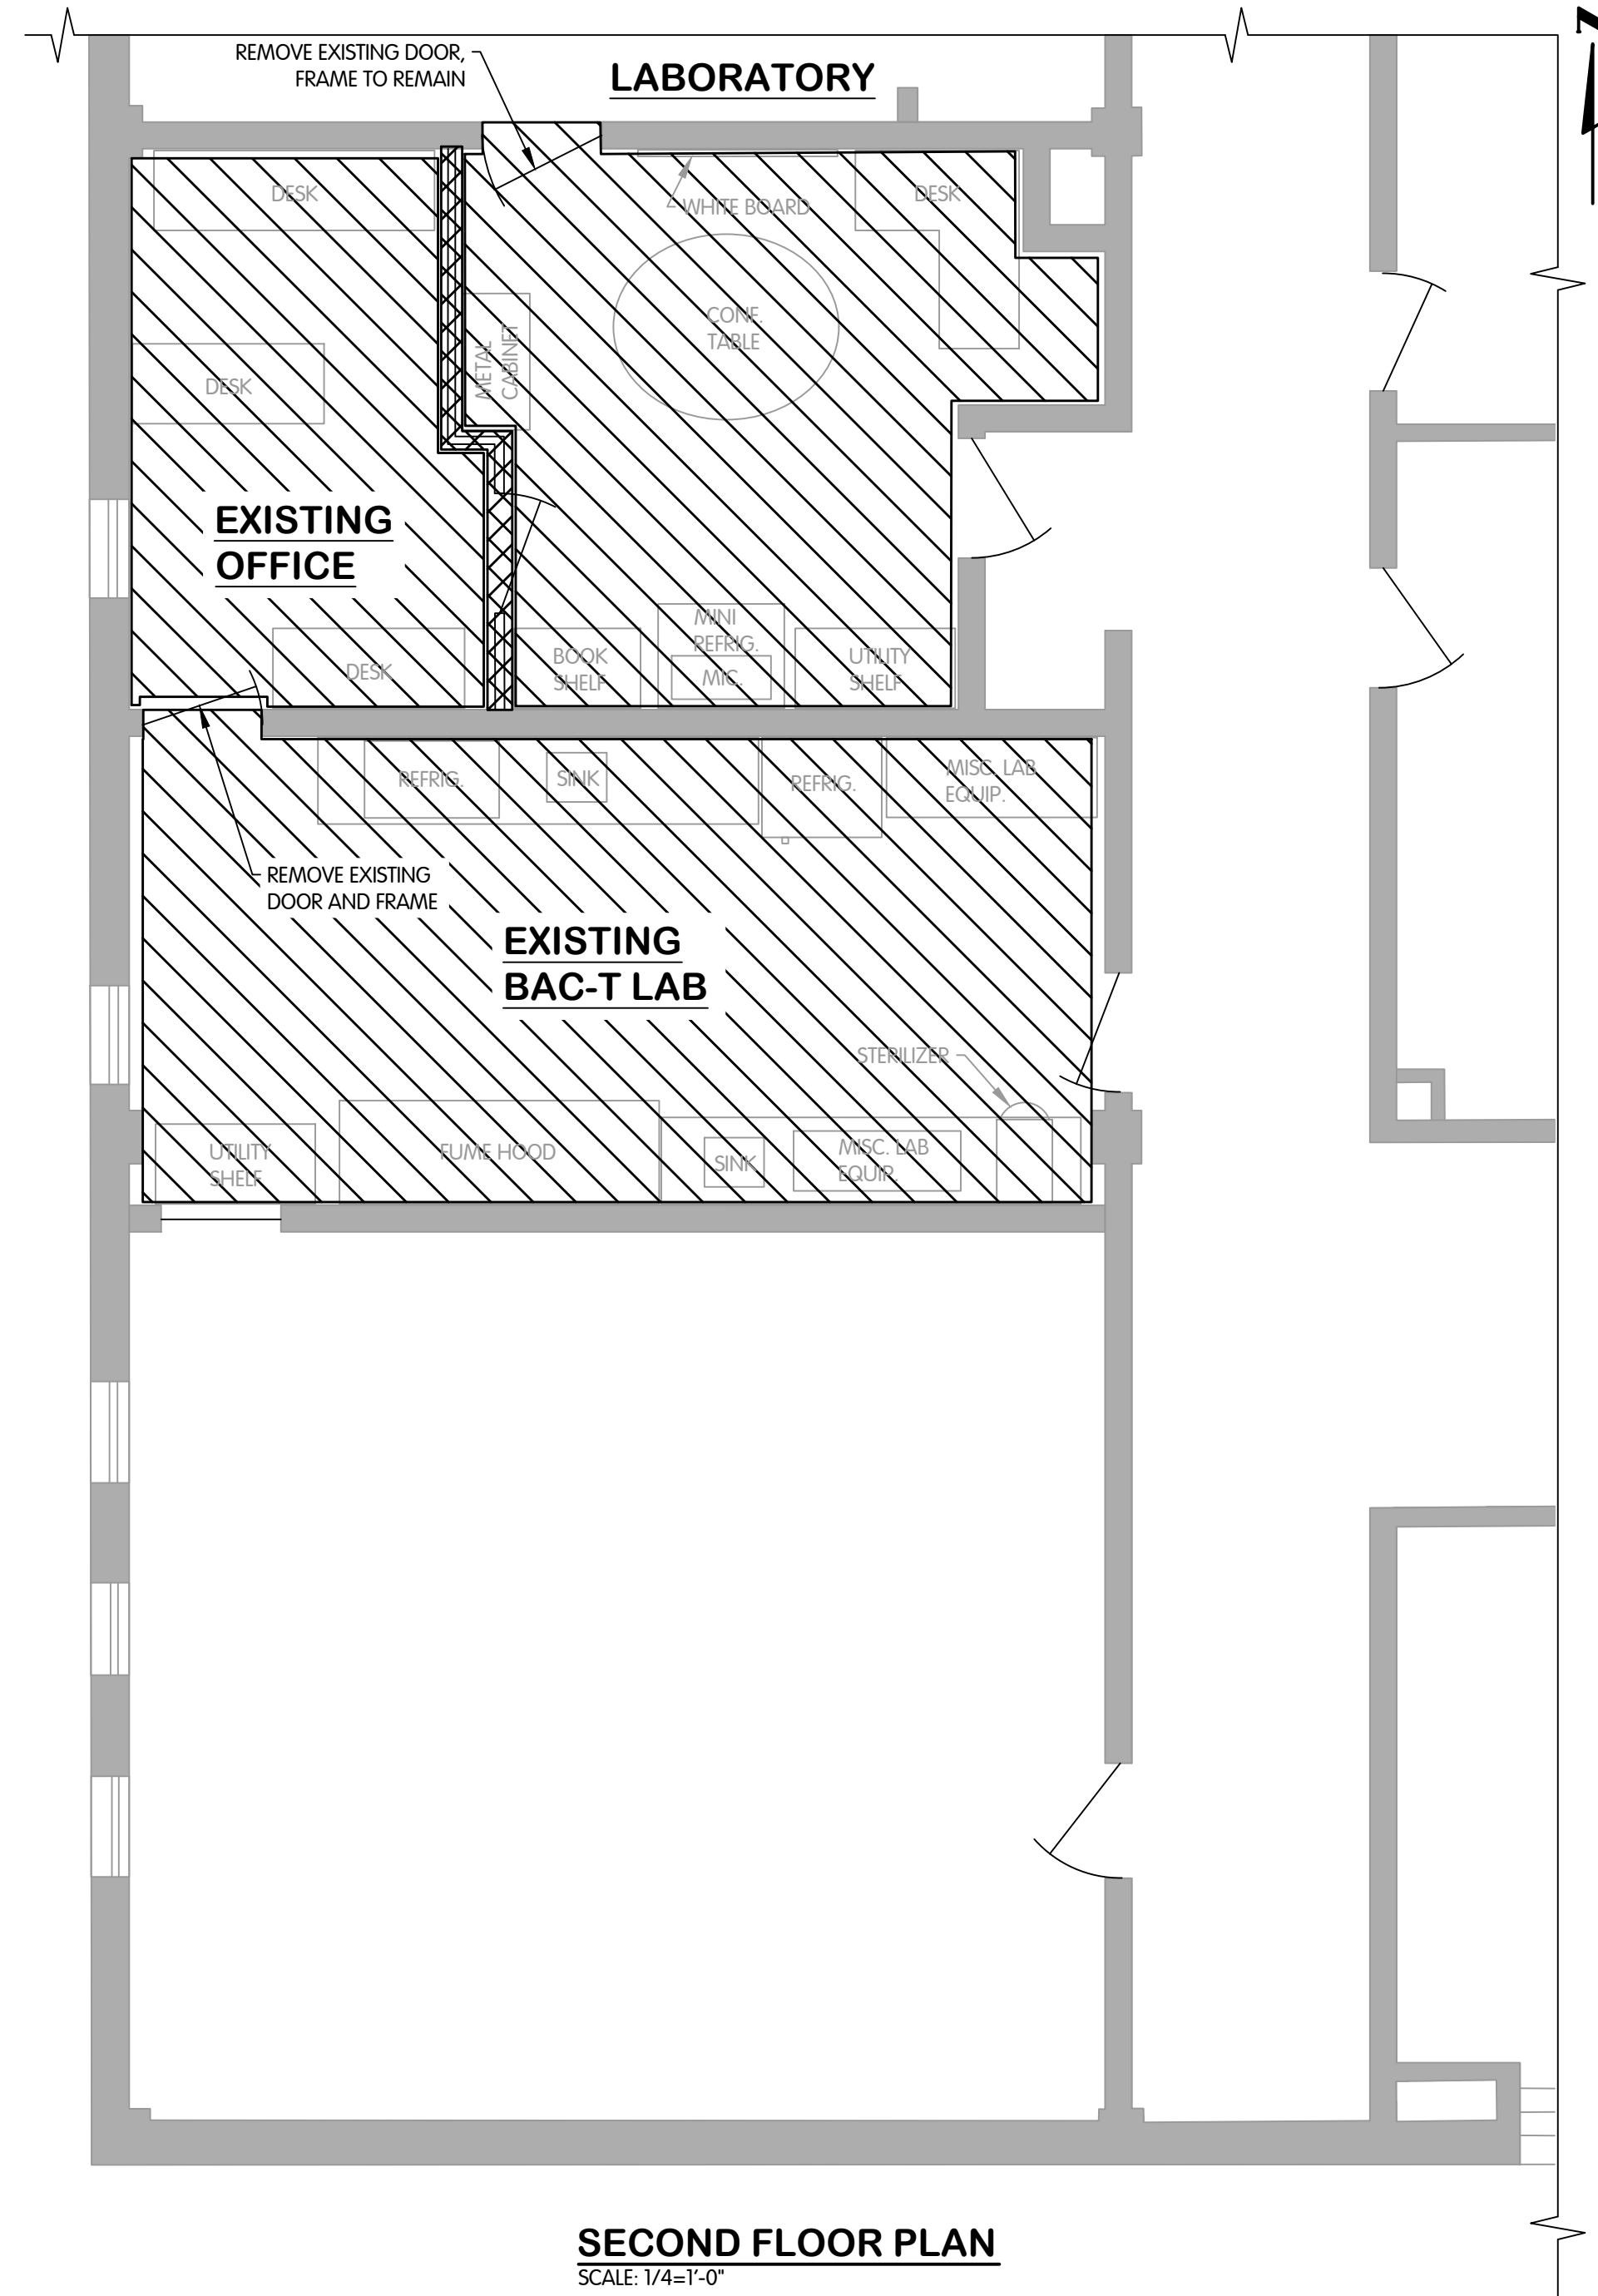 REMOVE EXISTING DOOR,
FRAME TO REMAIN
LABORATORY
DESK
WHITE BOARD
DESK
METAL
CABINET
CONF.
TABLE
DESK
EXISTING
OFFICE
DESK
BOOK
SHELF
MINI
REFRIG.
MIC.
UTILITY
SHELF
REFRIG.
SINK
REFRIG.
MISC. LAB
EQUIP.
REMOVE EXISTING
DOOR AND FRAME
EXISTING
BAC-T LAB
STERILIZER
UTILITY
SHELF
FUME HOOD
SINK
MISC. LAB
EQUIP.
SECOND FLOOR PLAN
SCALE: 1/4=1'-0"